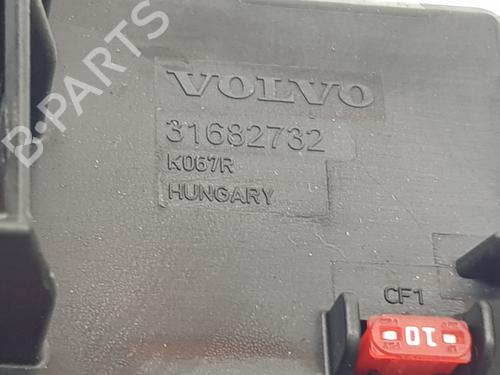 VOLVO
31682732
K067R
HUNGARY
CF1
10
B-PARTS